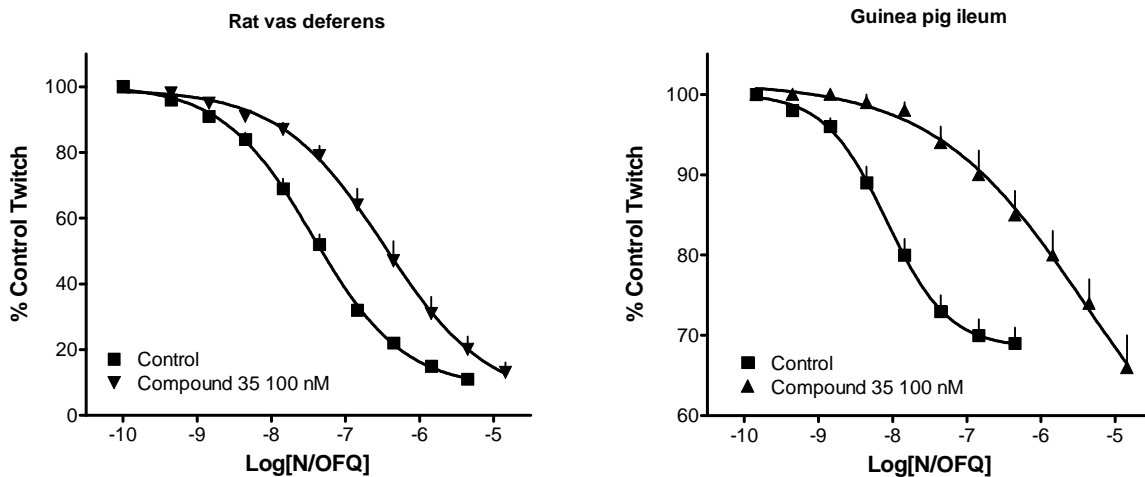 Rat vas deferens
100
80
60
40
20
0
% Control Twitch
Control
Compound 35 100 nM
-10 -9 -8 -7 -6 -5
Log[N/OFQ]
Guinea pig ileum
100
90
80
70
60
% Control Twitch
Control
Compound 35 100 nM
-10 -9 -8 -7 -6 -5
Log[N/OFQ]